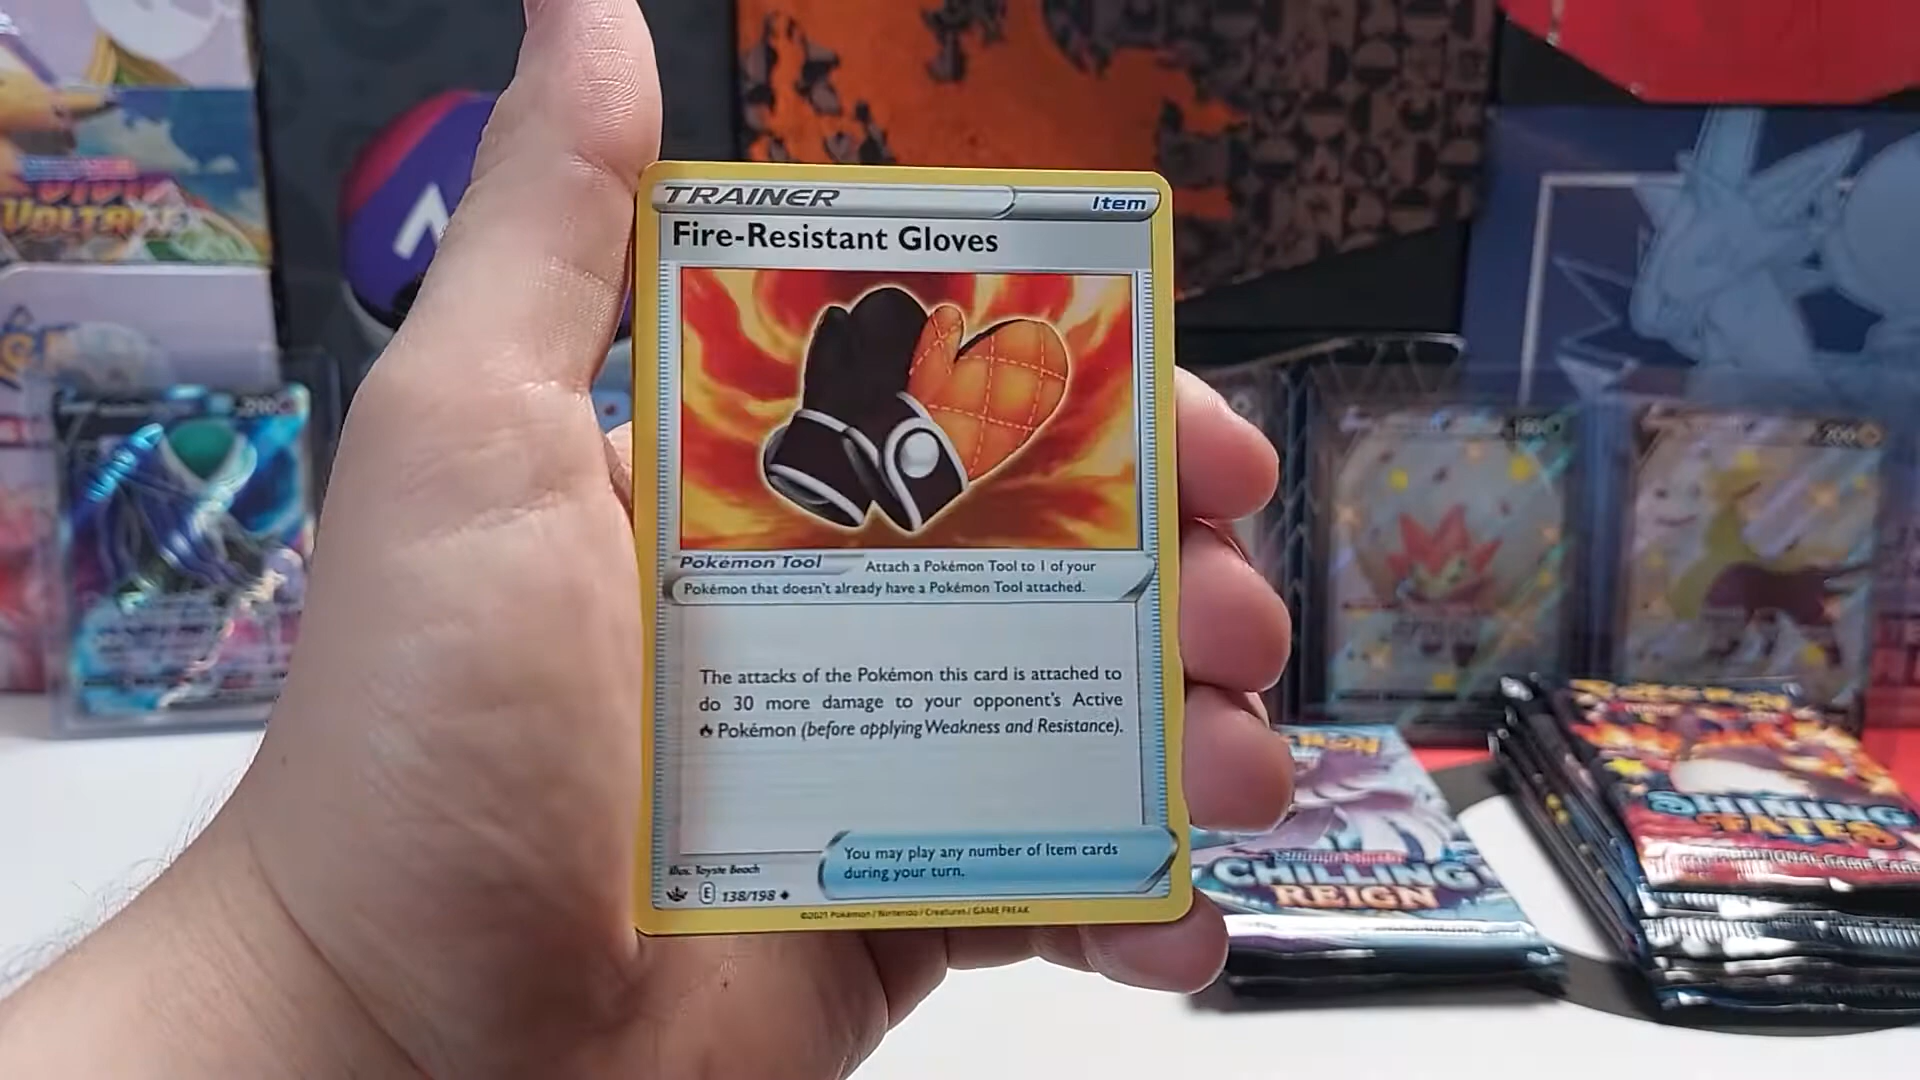 TRAINER
Item
Fire-Resistant Gloves
Pokémon Tool
Attach a Pokémon Tool to 1 of your
Pokémon that doesn't already have a Pokémon Tool attached.
The attacks of the Pokémon this card is attached to
do 30 more damage to your opponent's Active
Pokémon (before applying Weakness and Resistance).
You may play any number of Item cards
during your turn.
Illus. Toyste Beach
E 138/198
©2021 Pokémon / Nintendo / Creatures / GAME FREAK
VOLTAGE
CHILLING
REIGN
SHINING
FATES